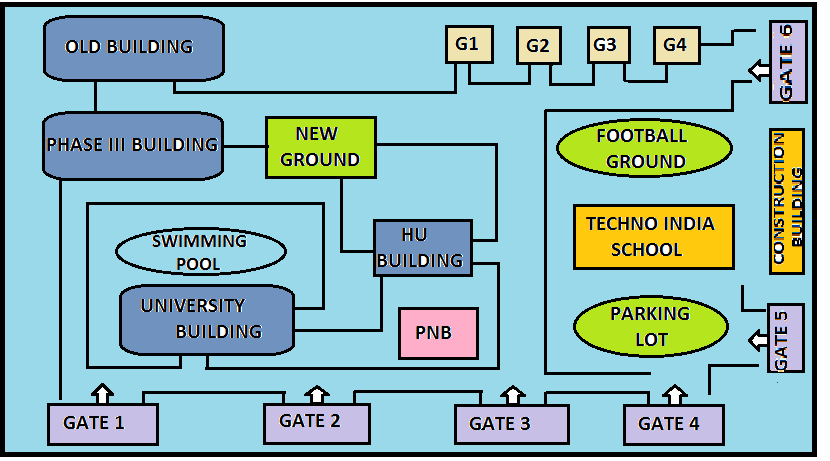 OLD BUILDING
G1
G2
G3
G4
GATE 6
PHASE III BUILDING
NEW
GROUND
FOOTBALL
GROUND
CONSTRUCTION
BUILDING
SWIMMING
POOL
HU
BUILDING
TECHNO INDIA
SCHOOL
UNIVERSITY
BUILDING
PNB
PARKING
LOT
GATE 5
GATE 1
GATE 2
GATE 3
GATE 4